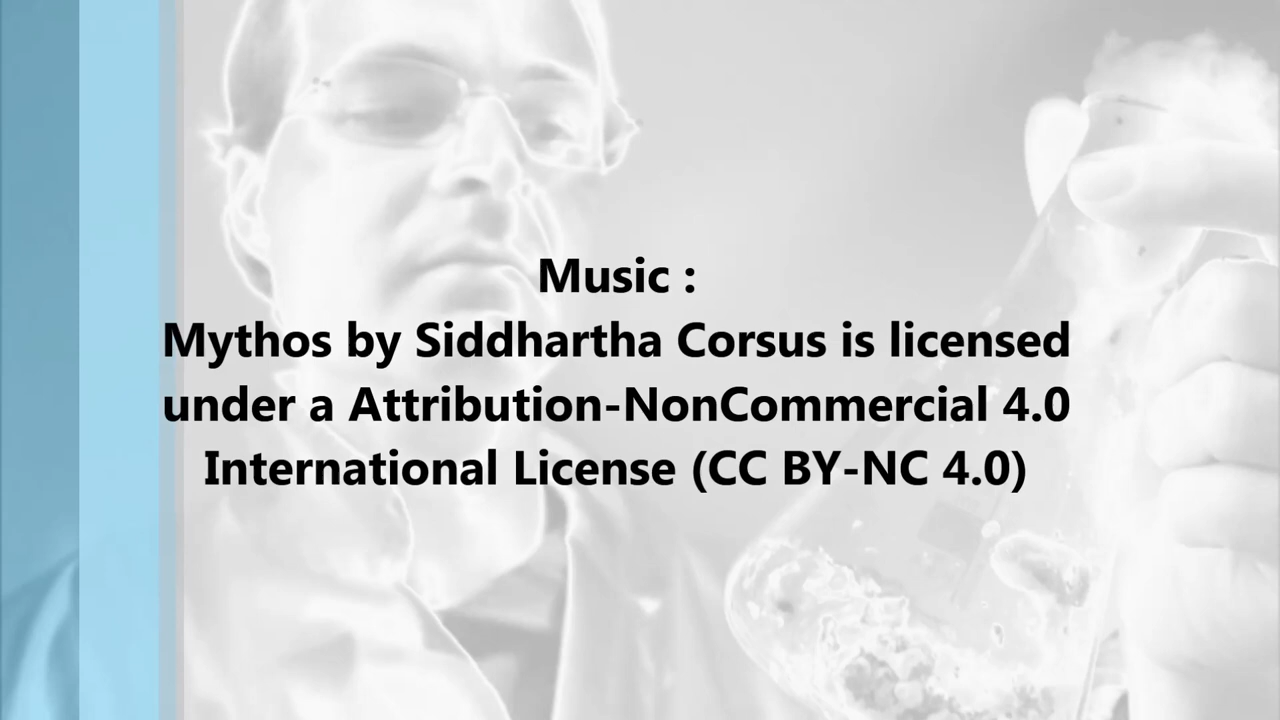 Music :
Mythos by Siddhartha Corsus is licensed
under a Attribution-NonCommercial 4.0
International License (CC BY-NC 4.0)